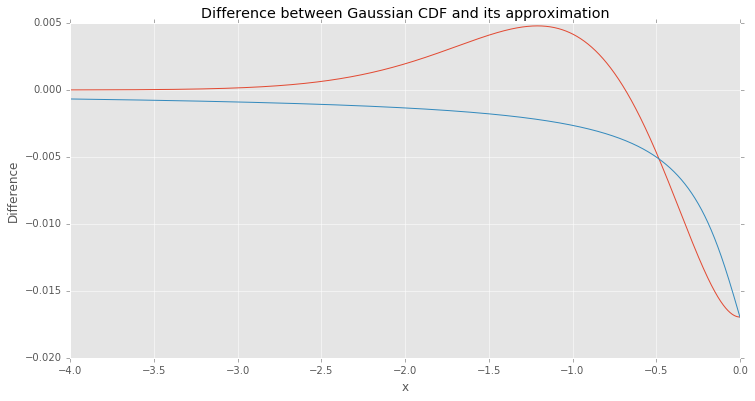 Difference between Gaussian CDF and its approximation
0.005
0.000
−0.005
−0.010
−0.015
−0.020
Difference
−4.0 −3.5 −3.0 −2.5 −2.0 −1.5 −1.0 −0.5 0.0
x